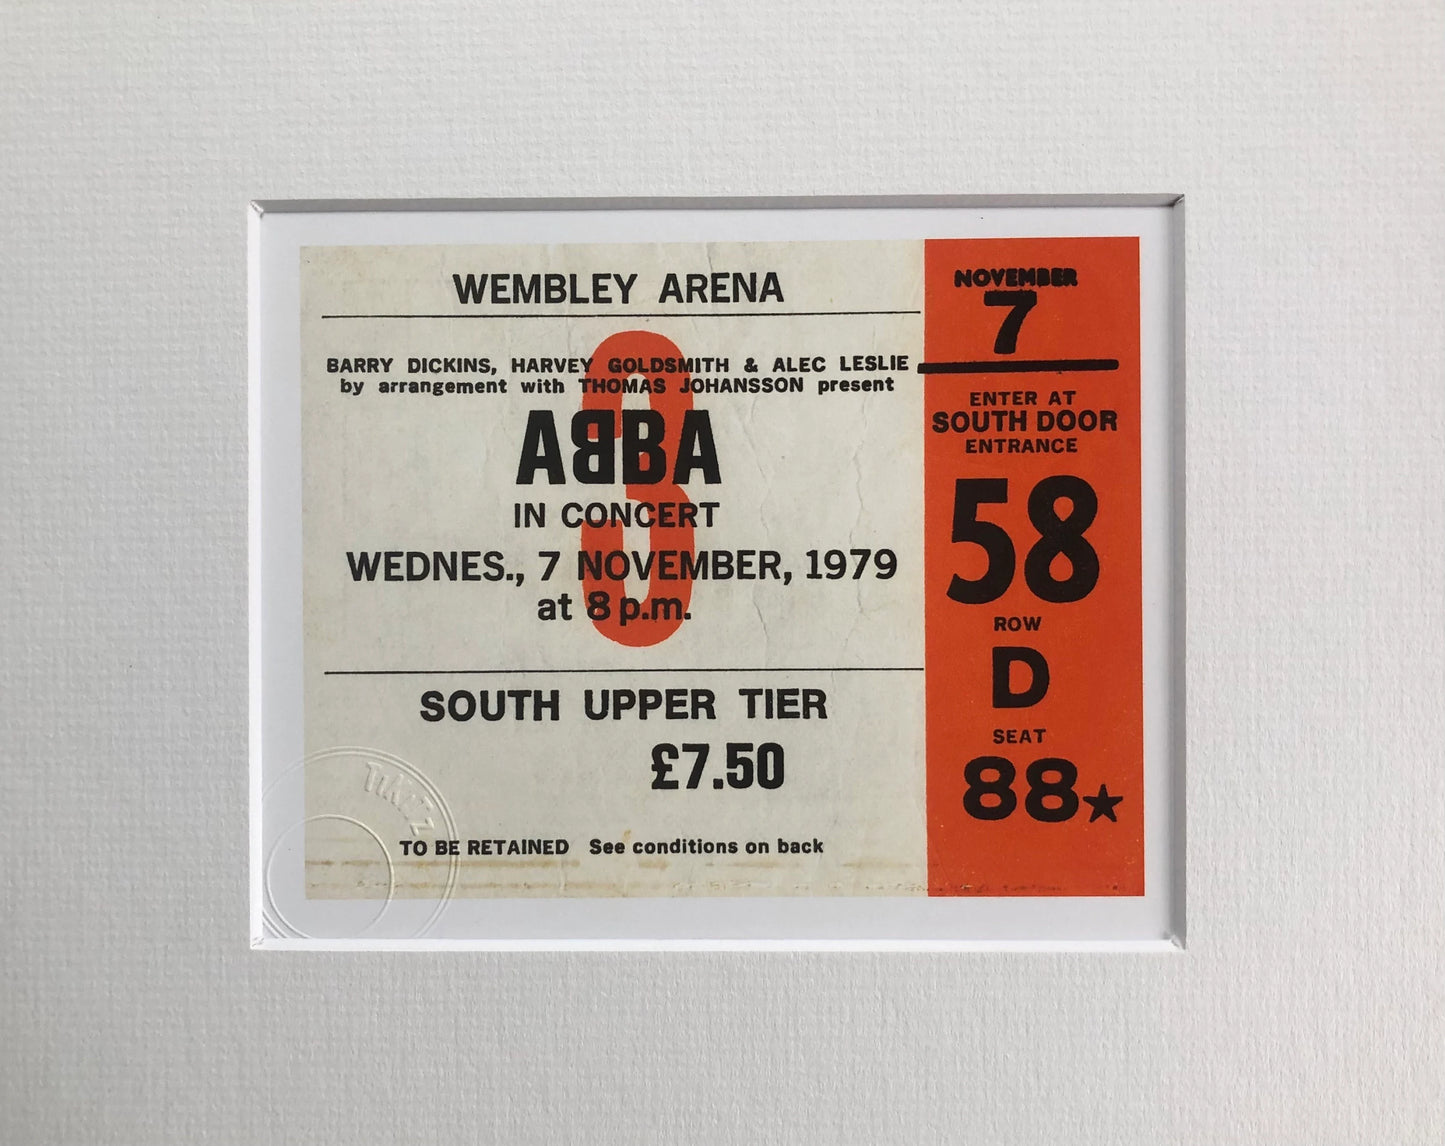 WEMBLEY ARENA
BARRY DICKINS, HARVEY GOLDSMITH & ALEC LESLIE
by arrangement with THOMAS JOHANSSON present
3
ABBA
IN CONCERT
WEDNES., 7 NOVEMBER, 1979
at 8 p.m.
SOUTH UPPER TIER
£7.50
TO BE RETAINED See conditions on back
NOVEMBER
7
ENTER AT
SOUTH DOOR
ENTRANCE
58
ROW
D
SEAT
88★